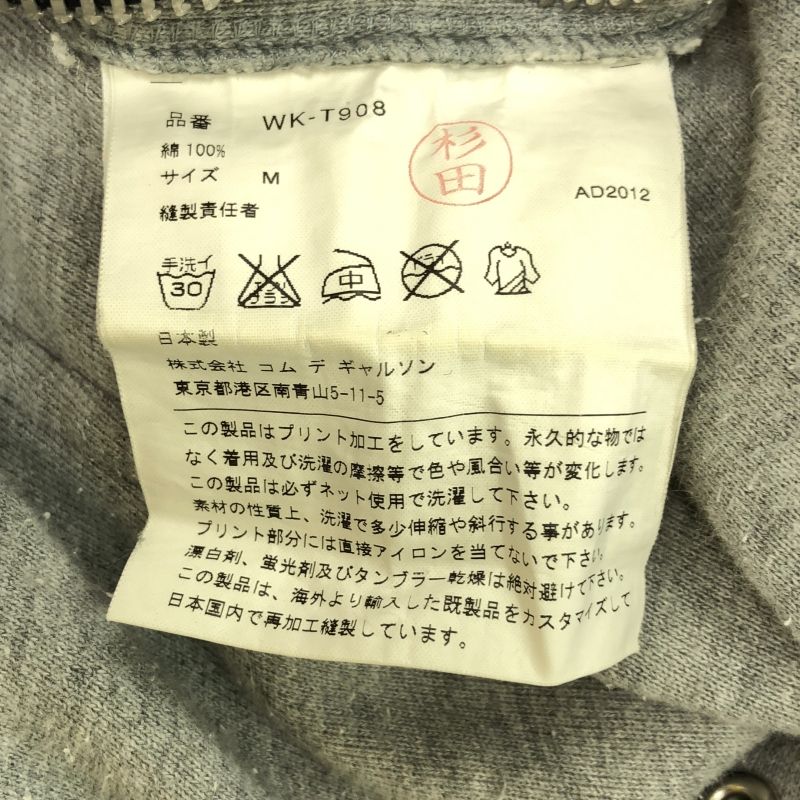 品番 WK-T908
綿 100%
サイズ M
縫製責任者
杉田
AD2012
手洗イ
30
エンソサラシ
中
ドライ
日本製
株式会社 コム デ ギャルソン
東京都港区南青山5-11-5
この製品はプリント加工をしています。永久的な物では
なく着用及び洗濯の摩擦等で色や風合い等が変化します。
この製品は必ずネット使用で洗濯して下さい。
素材の性質上、洗濯で多少伸縮や斜行する事があります。
プリント部分には直接アイロンを当てないで下さい。
漂白剤、蛍光剤及びタンブラー乾燥は絶対避けて下さい。
この製品は、海外より輸入した既製品をカスタマイズして
日本国内で再加工縫製しています。